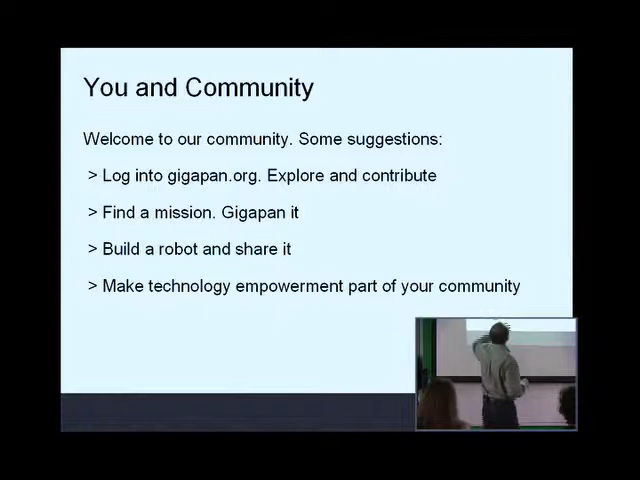 You and Community
Welcome to our community. Some suggestions:
> Log into gigapan.org. Explore and contribute
> Find a mission. Gigapan it
> Build a robot and share it
> Make technology empowerment part of your community